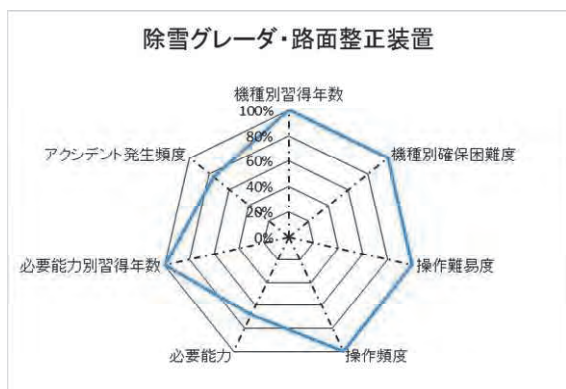 除雪グレーダ・路面整正装置
機種別習得年数
100%
アクシデント発生頻度
80%
機種別確保困難度
60%
40%
20%
0%
必要能力別習得年数
操作難易度
必要能力
操作頻度